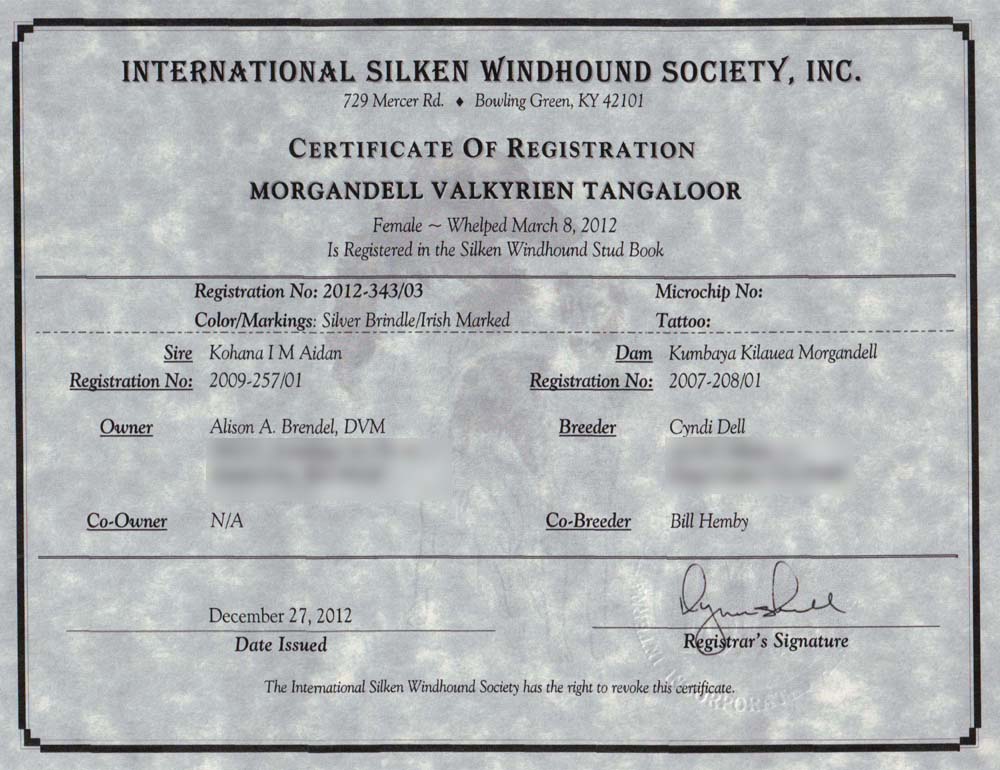 INTERNATIONAL SILKEN WINDHOUND SOCIETY, INC.
729 Mercer Rd. ♦ Bowling Green, KY 42101
CERTIFICATE OF REGISTRATION
MORGANDELL VALKYRIEN TANGALOOR
Female ~ Whelped March 8, 2012
Is Registered in the Silken Windhound Stud Book
Registration No: 2012-343/03 Microchip No:
Color/Markings: Silver Brindle/Irish Marked Tattoo:
Sire Kohana I M Aidan Dam Kumbaya Kilauea Morgandell
Registration No: 2009-257/01 Registration No: 2007-208/01
Owner Alison A. Brendel, DVM Breeder Cyndi Dell
Co-Owner N/A Co-Breeder Bill Hemby
December 27, 2012
Date Issued Registrar's Signature
The International Silken Windhound Society has the right to revoke this certificate.